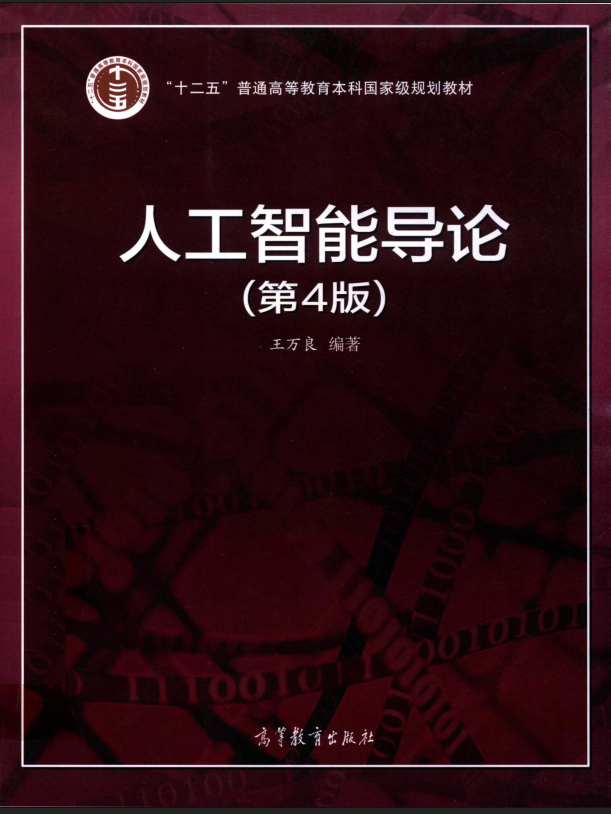 “十二五”普通高等教育本科国家级规划教材
人工智能导论
(第4版)
王万良 编著
高等教育出版社